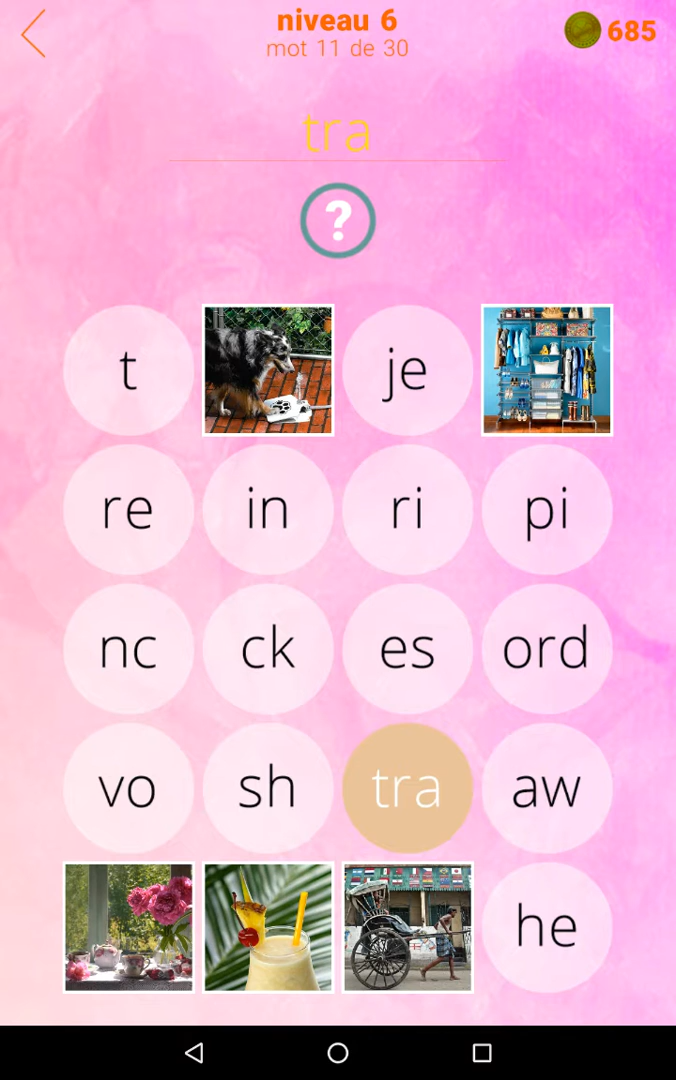 niveau 6
mot 11 de 30
685
tra
?
t
je
re
in
ri
pi
nc
ck
es
ord
vo
sh
tra
aw
he